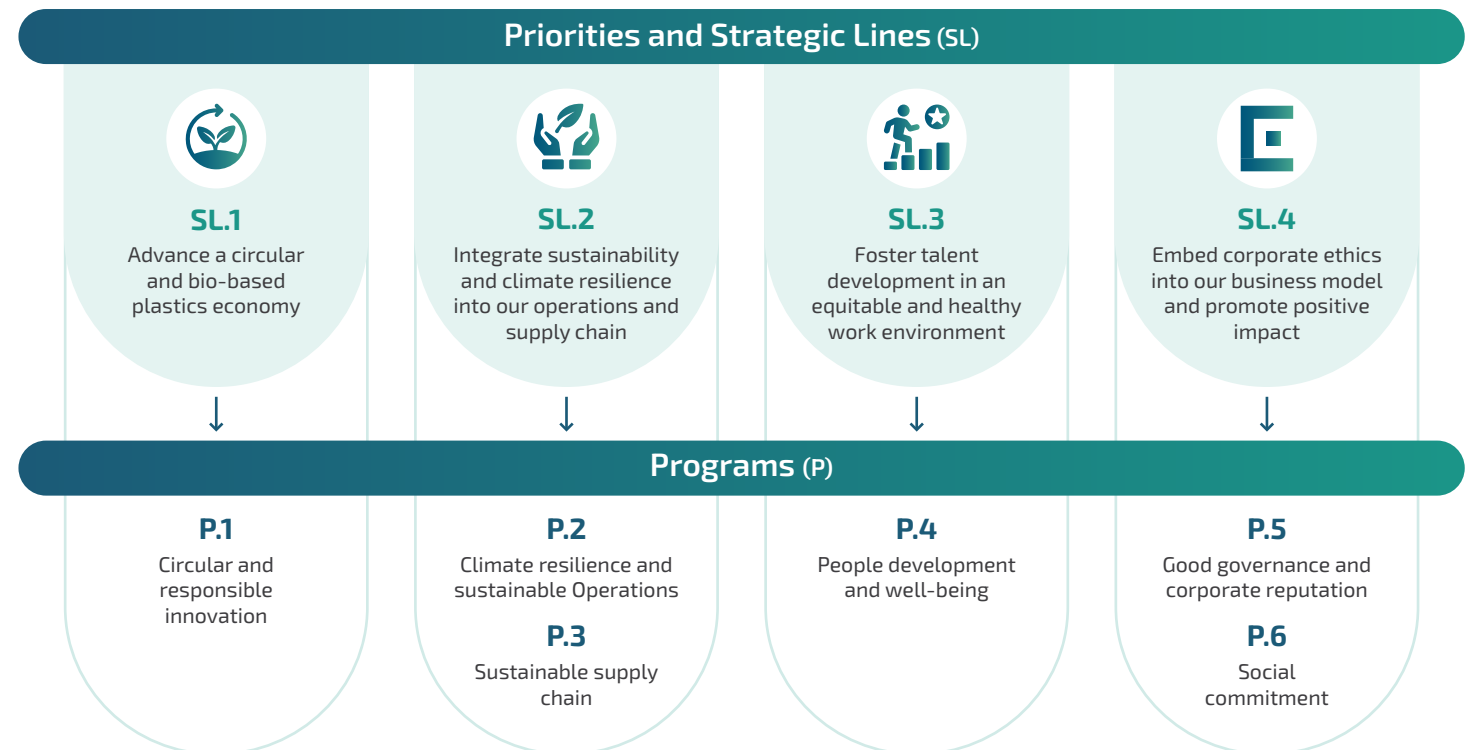 Priorities and Strategic Lines (SL)
SL.1
Advance a circular
and bio-based
plastics economy
SL.2
Integrate sustainability
and climate resilience
into our operations and
supply chain
SL.3
Foster talent
development in an
equitable and healthy
work environment
SL.4
Embed corporate ethics
into our business model
and promote positive
impact
Programs (P)
P.1
Circular and
responsible
innovation
P.2
Climate resilience and
sustainable Operations
P.3
Sustainable supply
chain
P.4
People development
and well-being
P.5
Good governance and
corporate reputation
P.6
Social
commitment